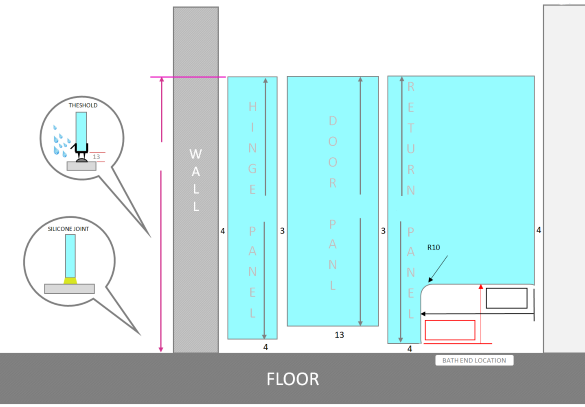 THESHOLD
13
SILICONE JOINT
WALL
HINGE PANEL
DOOR PANL
RETURN PANEL
4
3
3
4
R10
4
13
4
BATH END LOCATION
FLOOR